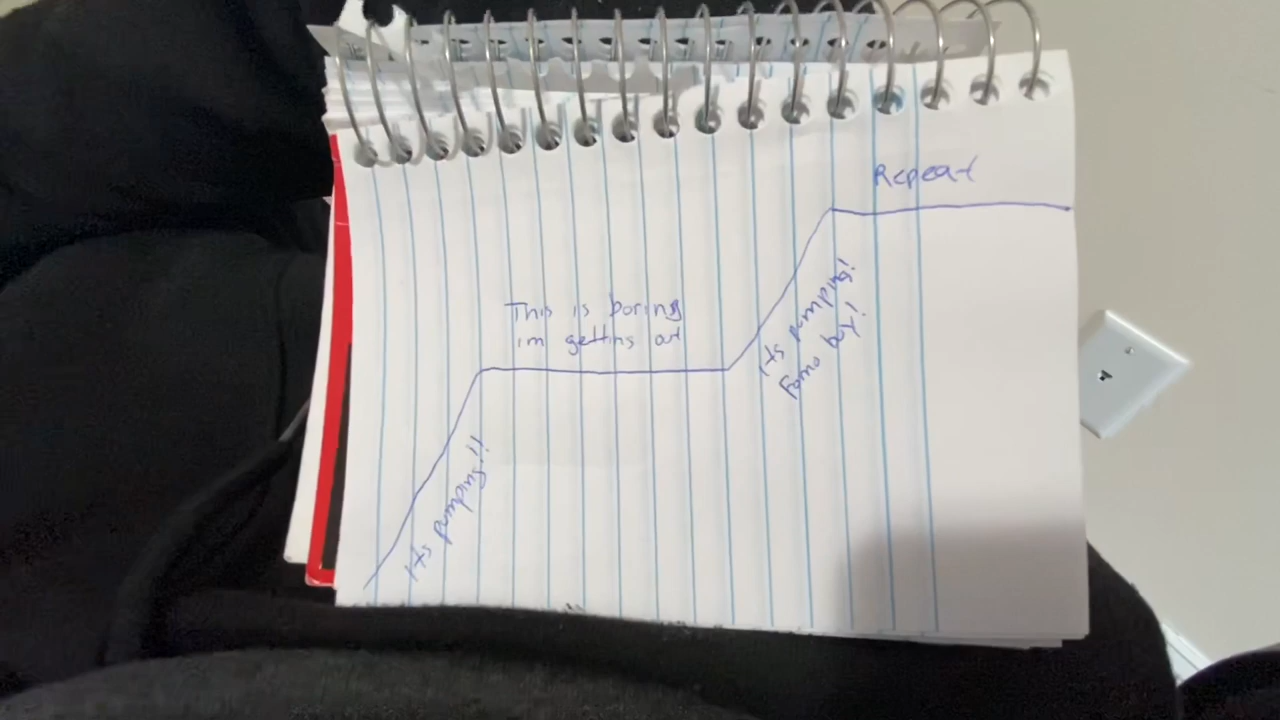 Its pumping!!
This is boring
im getting out
its pumping!
Fomo buy!
Repeat